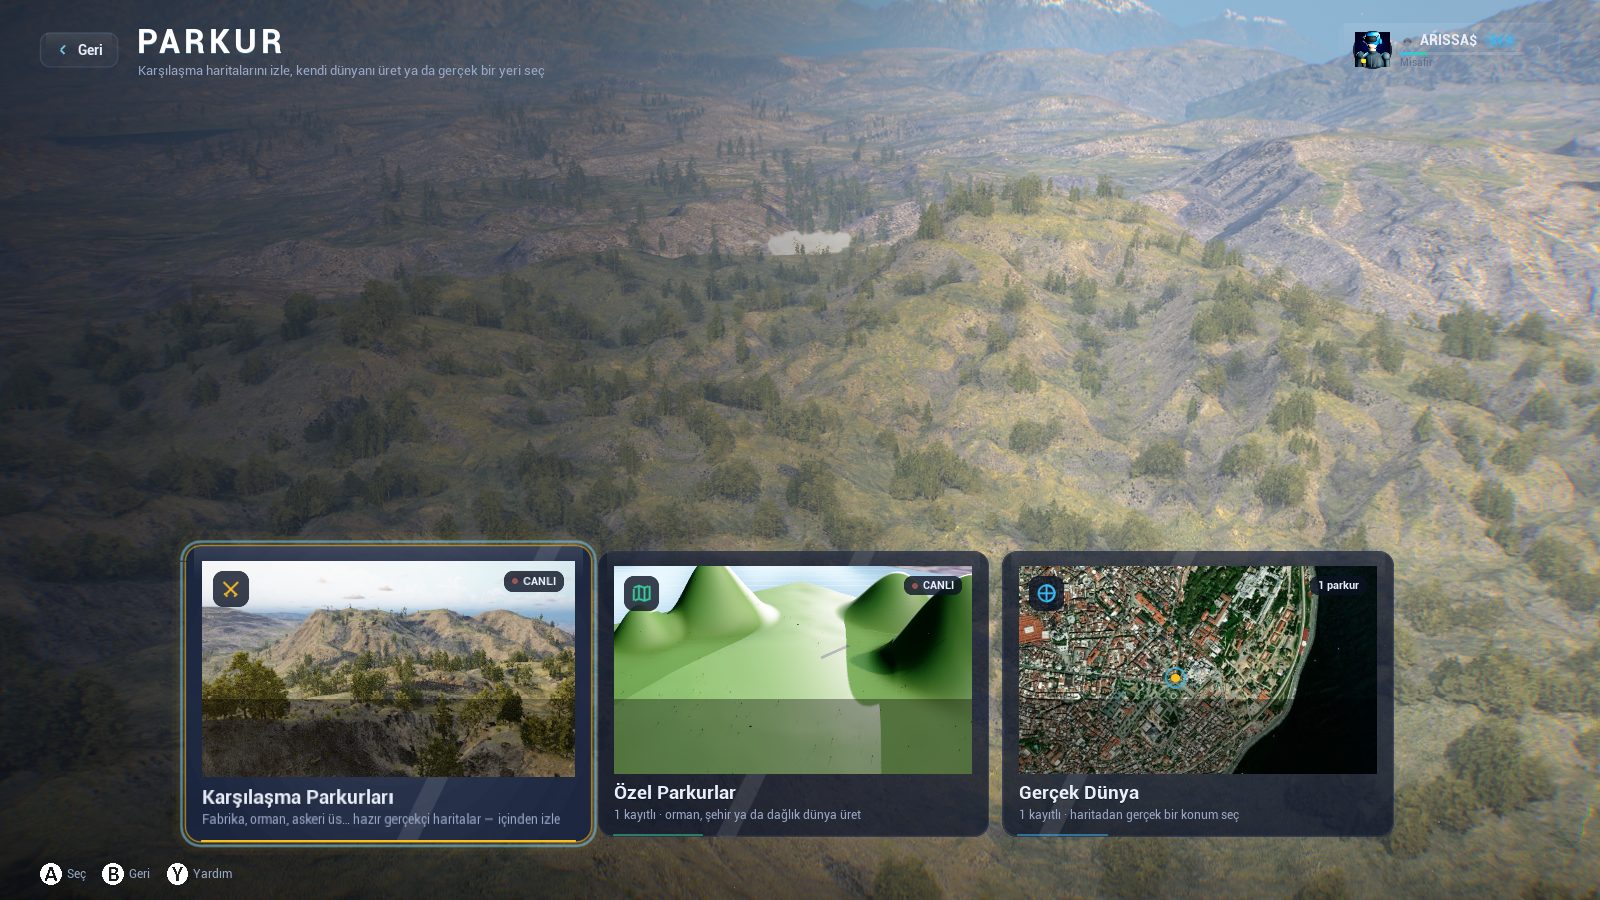 Geri
PARKUR
Karşılaşma haritalarını izle, kendi dünyanı üret ya da gerçek bir yeri seç
ARISSA$
Misafir
CANLI
Karşılaşma Parkurları
Fabrika, orman, askeri üs... hazır gerçekçi haritalar — içinden izle
CANLI
Özel Parkurlar
1 kayıtlı · orman, şehir ya da dağlık dünya üret
1 parkur
Gerçek Dünya
1 kayıtlı · haritadan gerçek bir konum seç
A Seç B Geri Y Yardım